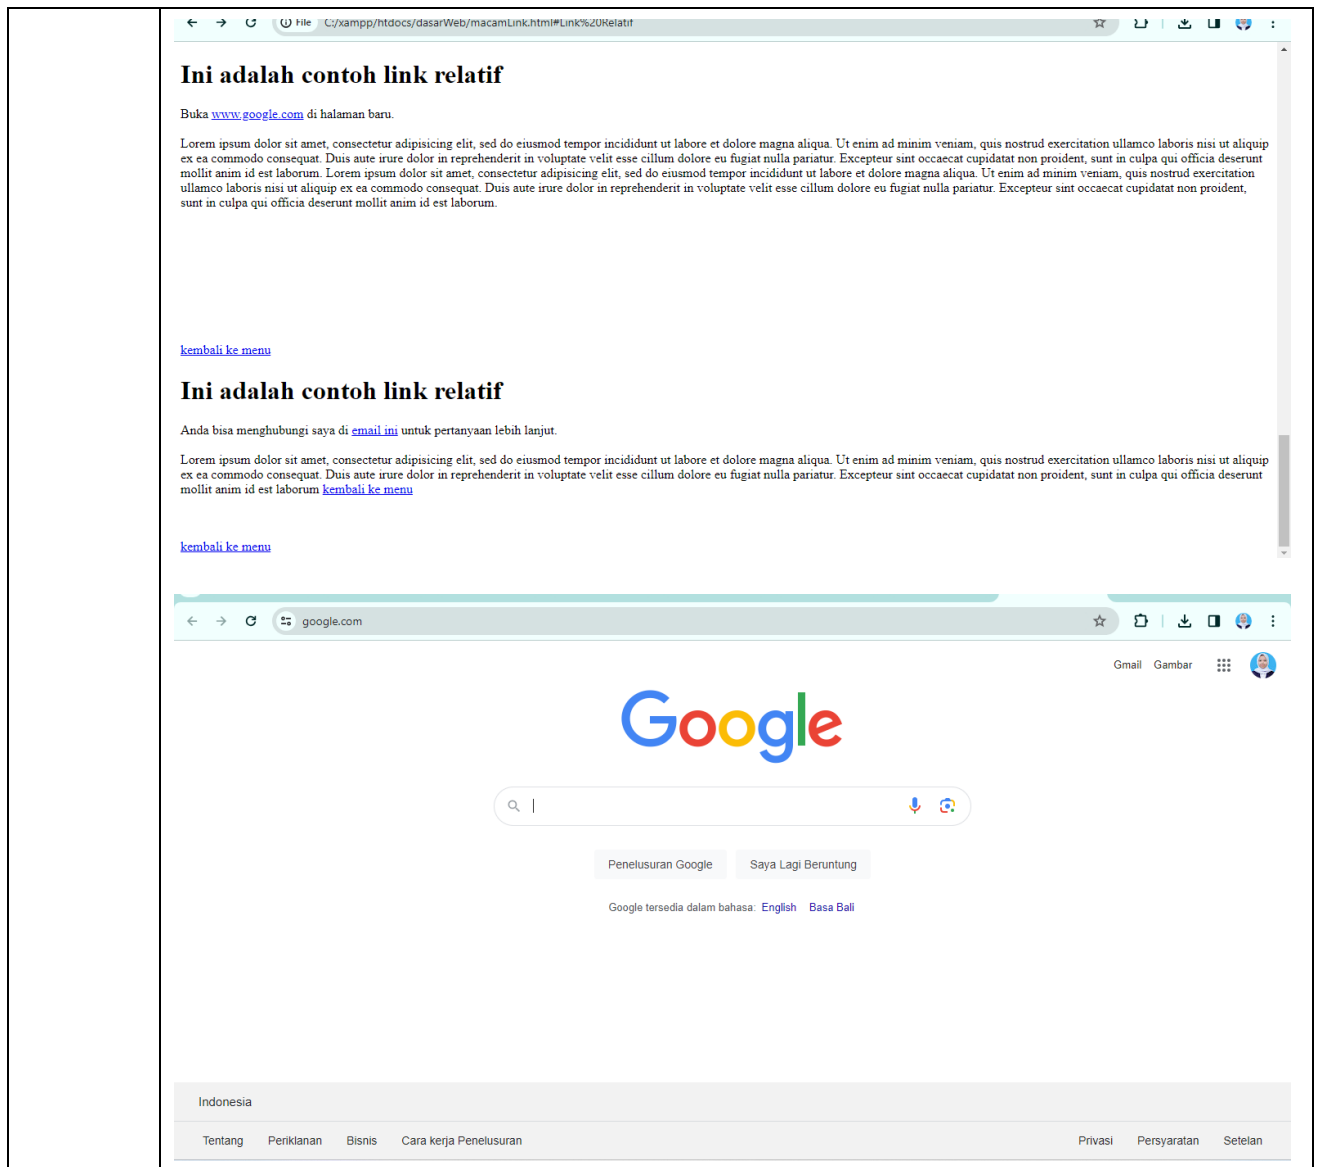 File C:/xampp/htdocs/dasarWeb/macamLink.html#Link%20Relatif
Ini adalah contoh link relatif
Buka www.google.com di halaman baru.
Lorem ipsum dolor sit amet, consectetur adipisicing elit, sed do eiusmod tempor incididunt ut labore et dolore magna aliqua. Ut enim ad minim veniam, quis nostrud exercitation ullamco laboris nisi ut aliquip
ex ea commodo consequat. Duis aute irure dolor in reprehenderit in voluptate velit esse cillum dolore eu fugiat nulla pariatur. Excepteur sint occaecat cupidatat non proident, sunt in culpa qui officia deserunt
mollit anim id est laborum. Lorem ipsum dolor sit amet, consectetur adipisicing elit, sed do eiusmod tempor incididunt ut labore et dolore magna aliqua. Ut enim ad minim veniam, quis nostrud exercitation
ullamco laboris nisi ut aliquip ex ea commodo consequat. Duis aute irure dolor in reprehenderit in voluptate velit esse cillum dolore eu fugiat nulla pariatur. Excepteur sint occaecat cupidatat non proident,
sunt in culpa qui officia deserunt mollit anim id est laborum.
kembali ke menu
Ini adalah contoh link relatif
Anda bisa menghubungi saya di email ini untuk pertanyaan lebih lanjut.
Lorem ipsum dolor sit amet, consectetur adipisicing elit, sed do eiusmod tempor incididunt ut labore et dolore magna aliqua. Ut enim ad minim veniam, quis nostrud exercitation ullamco laboris nisi ut aliquip
ex ea commodo consequat. Duis aute irure dolor in reprehenderit in voluptate velit esse cillum dolore eu fugiat nulla pariatur. Excepteur sint occaecat cupidatat non proident, sunt in culpa qui officia deserunt
mollit anim id est laborum kembali ke menu
kembali ke menu
google.com
Gmail Gambar
Google
Penelusuran Google Saya Lagi Beruntung
Google tersedia dalam bahasa: English Basa Bali
Indonesia
Tentang Periklanan Bisnis Cara kerja Penelusuran Privasi Persyaratan Setelan